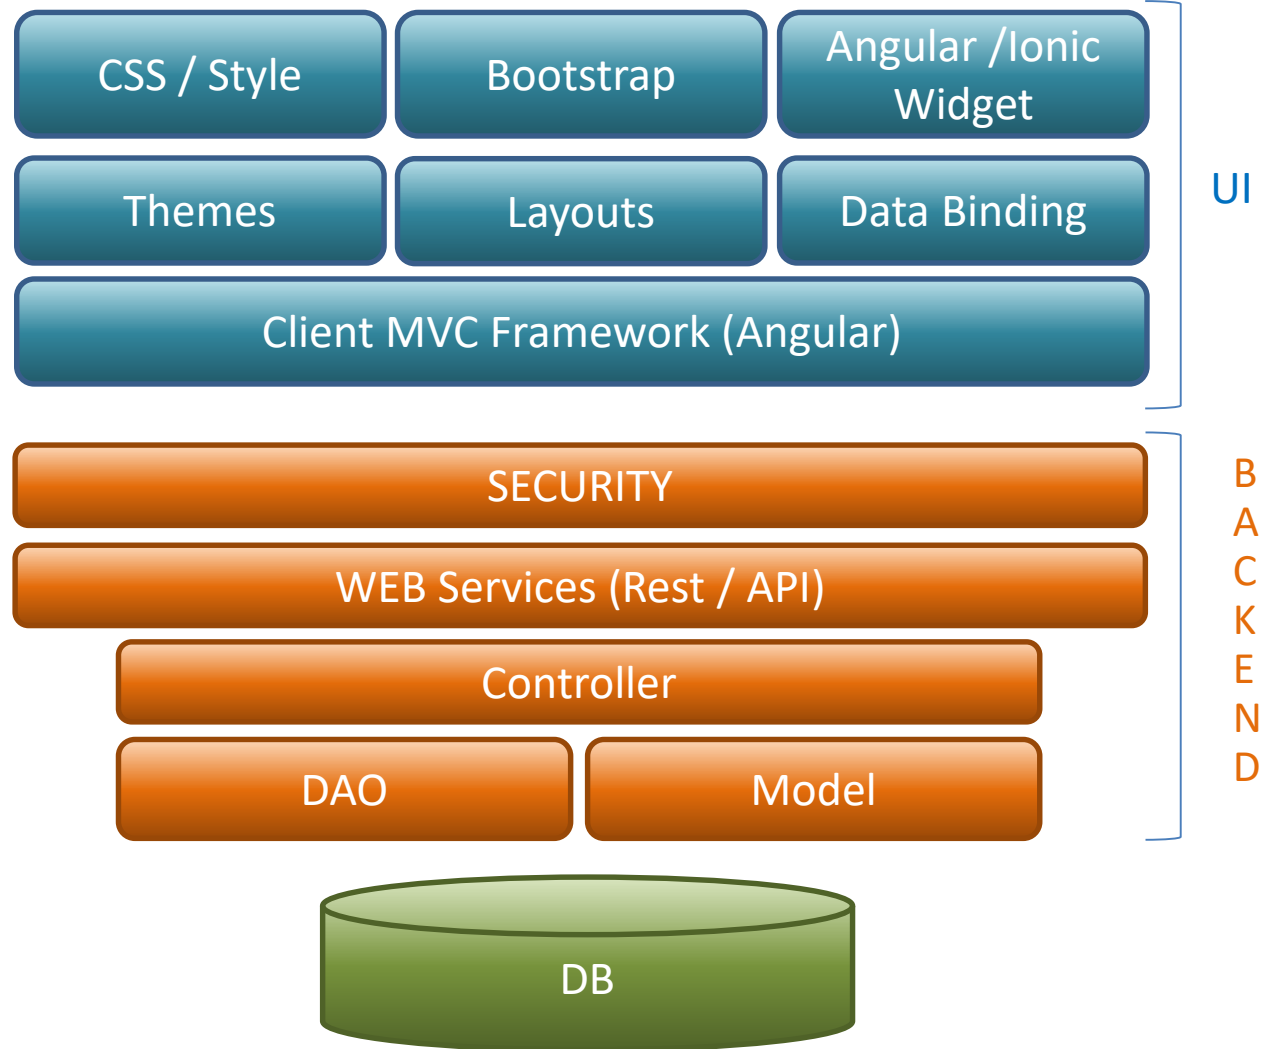 CSS / Style
Bootstrap
Angular /Ionic
Widget
Themes
Layouts
Data Binding
UI
Client MVC Framework (Angular)
SECURITY
WEB Services (Rest / API)
Controller
DAO
Model
B
A
C
K
E
N
D
DB